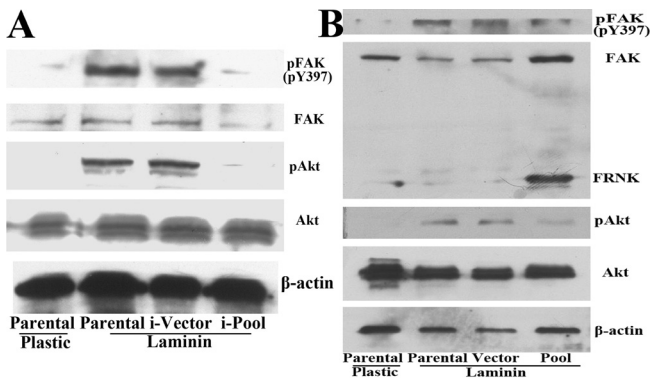 A
pFAK
(pY397)
FAK
pAkt
Akt
β-actin
Parental Parental i-Vector i-Pool
Plastic Laminin
B
pFAK
(pY397)
FAK
FRNK
pAkt
Akt
β-actin
Parental Parental Vector Pool
Plastic Laminin